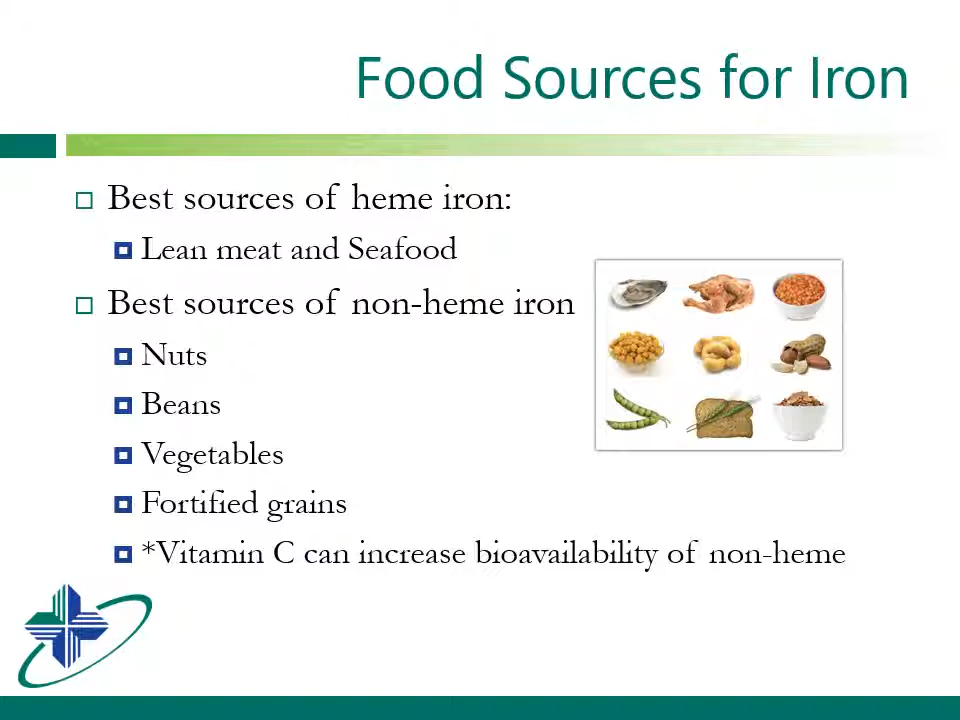 Food Sources for Iron
Best sources of heme iron:
Lean meat and Seafood
Best sources of non-heme iron
Nuts
Beans
Vegetables
Fortified grains
*Vitamin C can increase bioavailability of non-heme